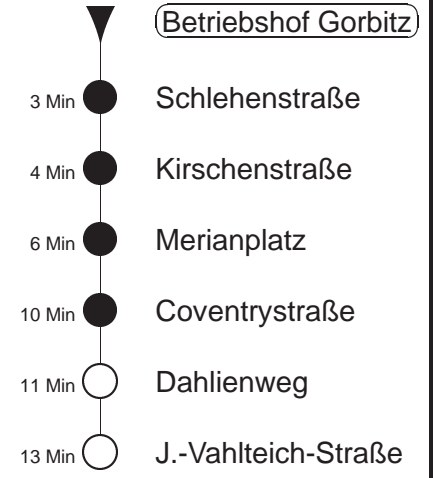 Betriebshof Gorbitz
3 Min Schlehenstraße
4 Min Kirschenstraße
6 Min Merianplatz
10 Min Coventrystraße
11 Min Dahlienweg
13 Min J.-Vahlteich-Straße